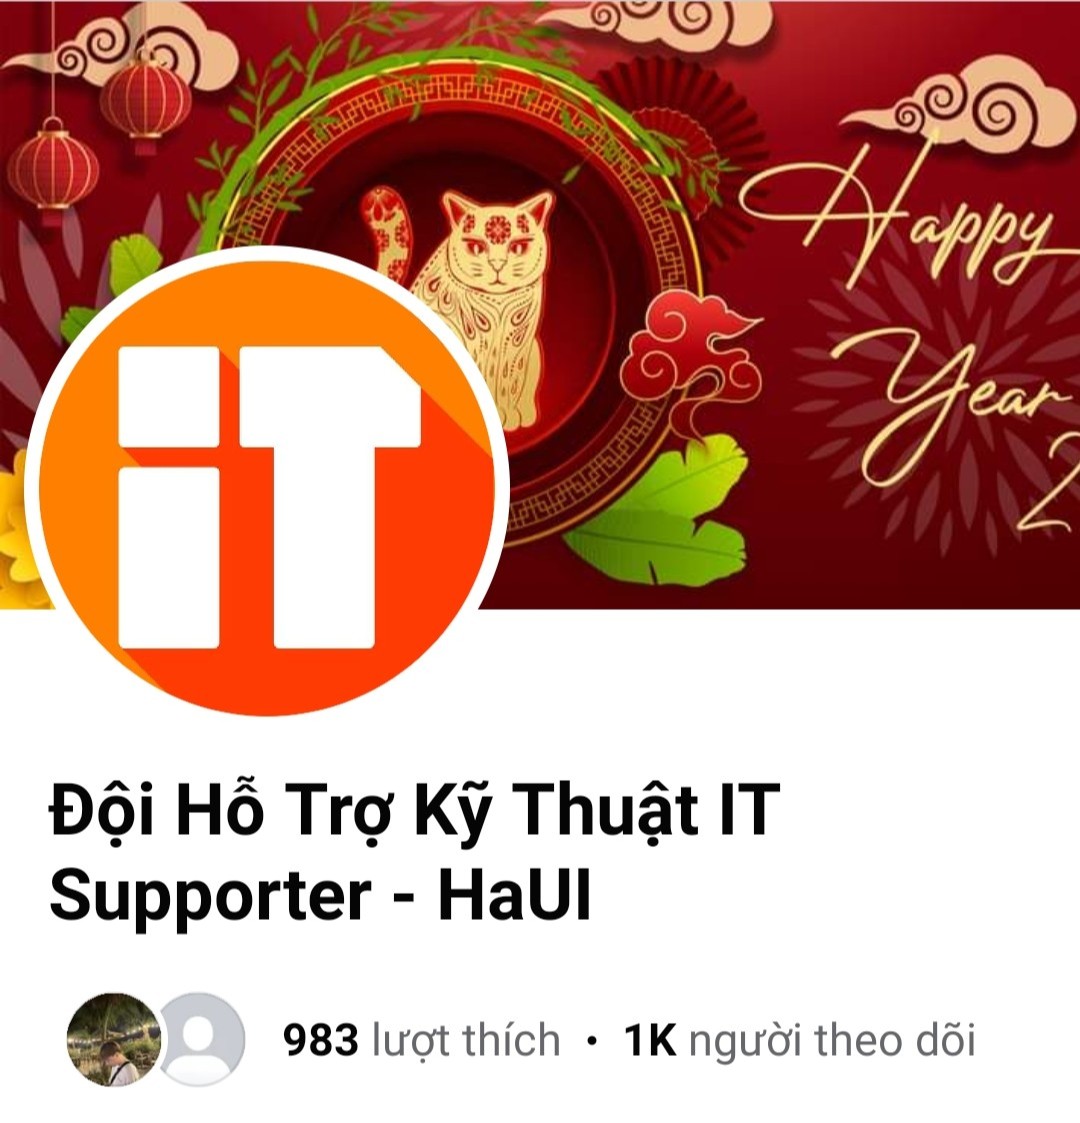 Happy
Year
2
iT
Đội Hỗ Trợ Kỹ Thuật IT
Supporter - HaUI
983 lượt thích • 1K người theo dõi